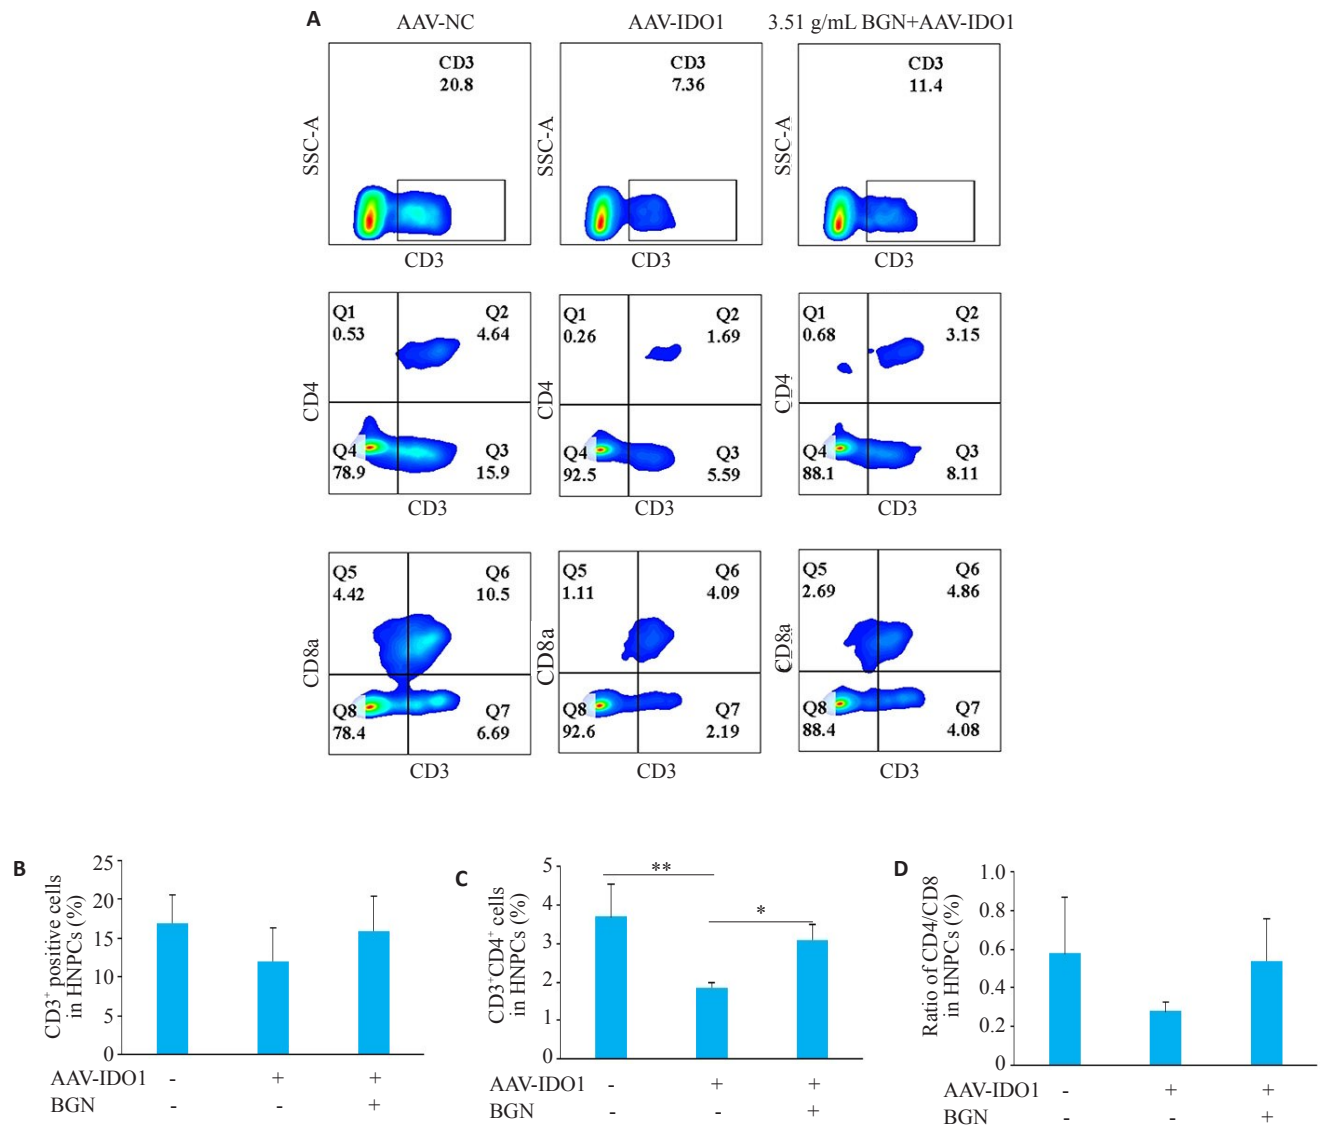 A
AAV-NC
AAV-IDO1
3.51 g/mL BGN+AAV-IDO1
CD3
20.8
SSC-A
CD3
CD3
7.36
SSC-A
CD3
CD3
11.4
SSC-A
CD3
Q1
0.53
Q2
4.64
Q4
78.9
Q3
15.9
CD4
CD3
Q1
0.26
Q2
1.69
Q4
92.5
Q3
5.59
CD4
CD3
Q1
0.68
Q2
3.15
Q4
88.1
Q3
8.11
CD4
CD3
Q5
4.42
Q6
10.5
Q8
78.4
Q7
6.69
CD8a
CD3
Q5
1.11
Q6
4.09
Q8
92.6
Q7
2.19
CD8a
CD3
Q5
2.69
Q6
4.86
Q8
88.4
Q7
4.08
CD8a
CD3
B
CD3⁺ positive cells
in HNPCs (%)
25
20
15
10
5
0
AAV-IDO1 - + +
BGN - - +
C
CD3⁺CD4⁺ cells
in HNPCs (%)
5
4
3
2
1
0
**
*
AAV-IDO1 - + +
BGN - - +
D
Ratio of CD4/CD8
in HNPCs (%)
1.0
0.8
0.6
0.4
0.2
0
AAV-IDO1 - + +
BGN - - +